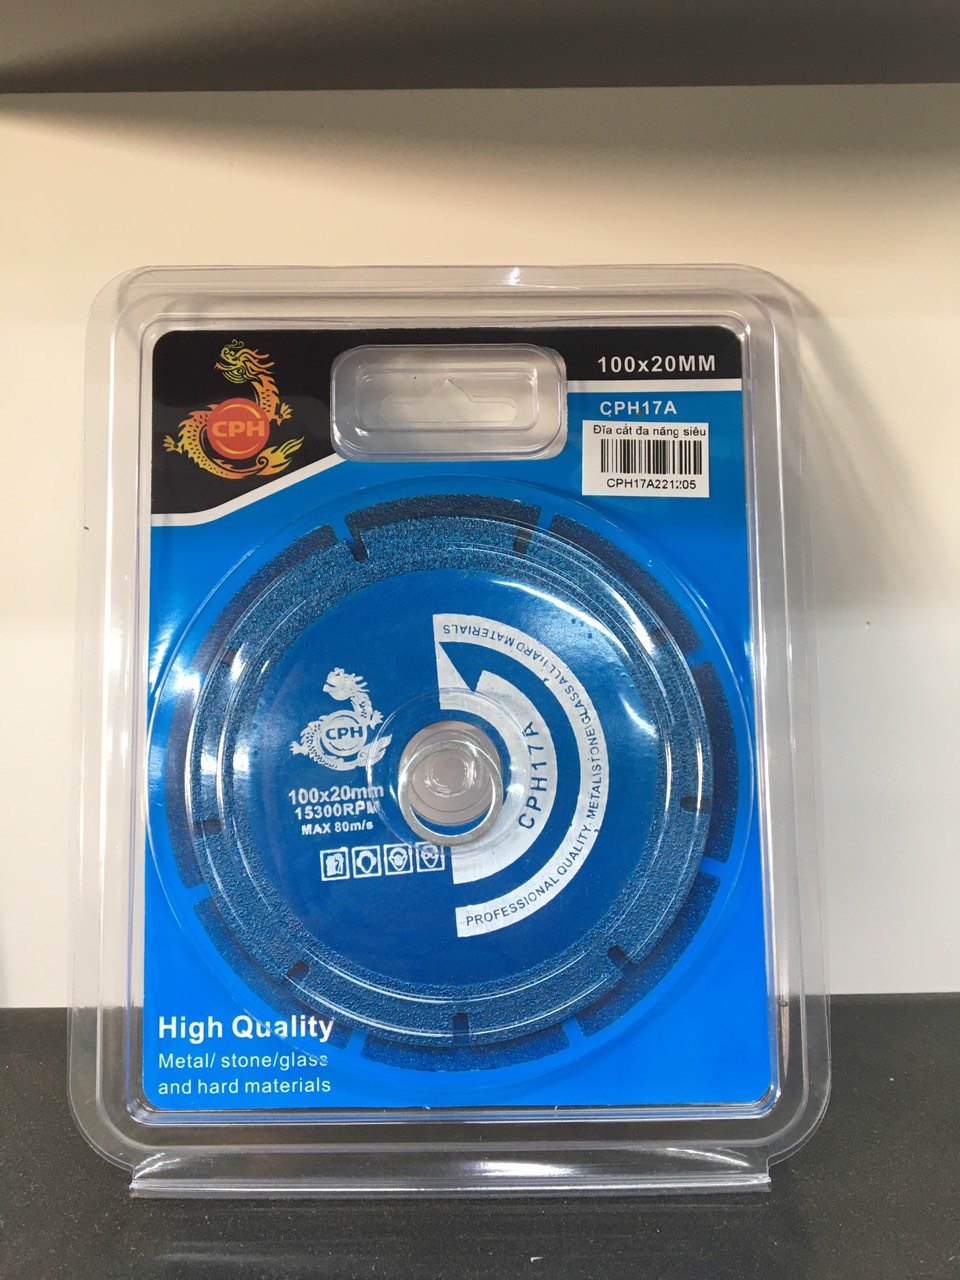 CPH
100x20MM
CPH17A
Đĩa cắt đa năng siêu
CPH17A221205
CPH
100x20mm
15300RPM
MAX 80m/s
CPH17A
PROFESSIONAL QUALITY: METAL|STONE|GLASS ALL HARD MATERIALS
High Quality
Metal/ stone/glass
and hard materials